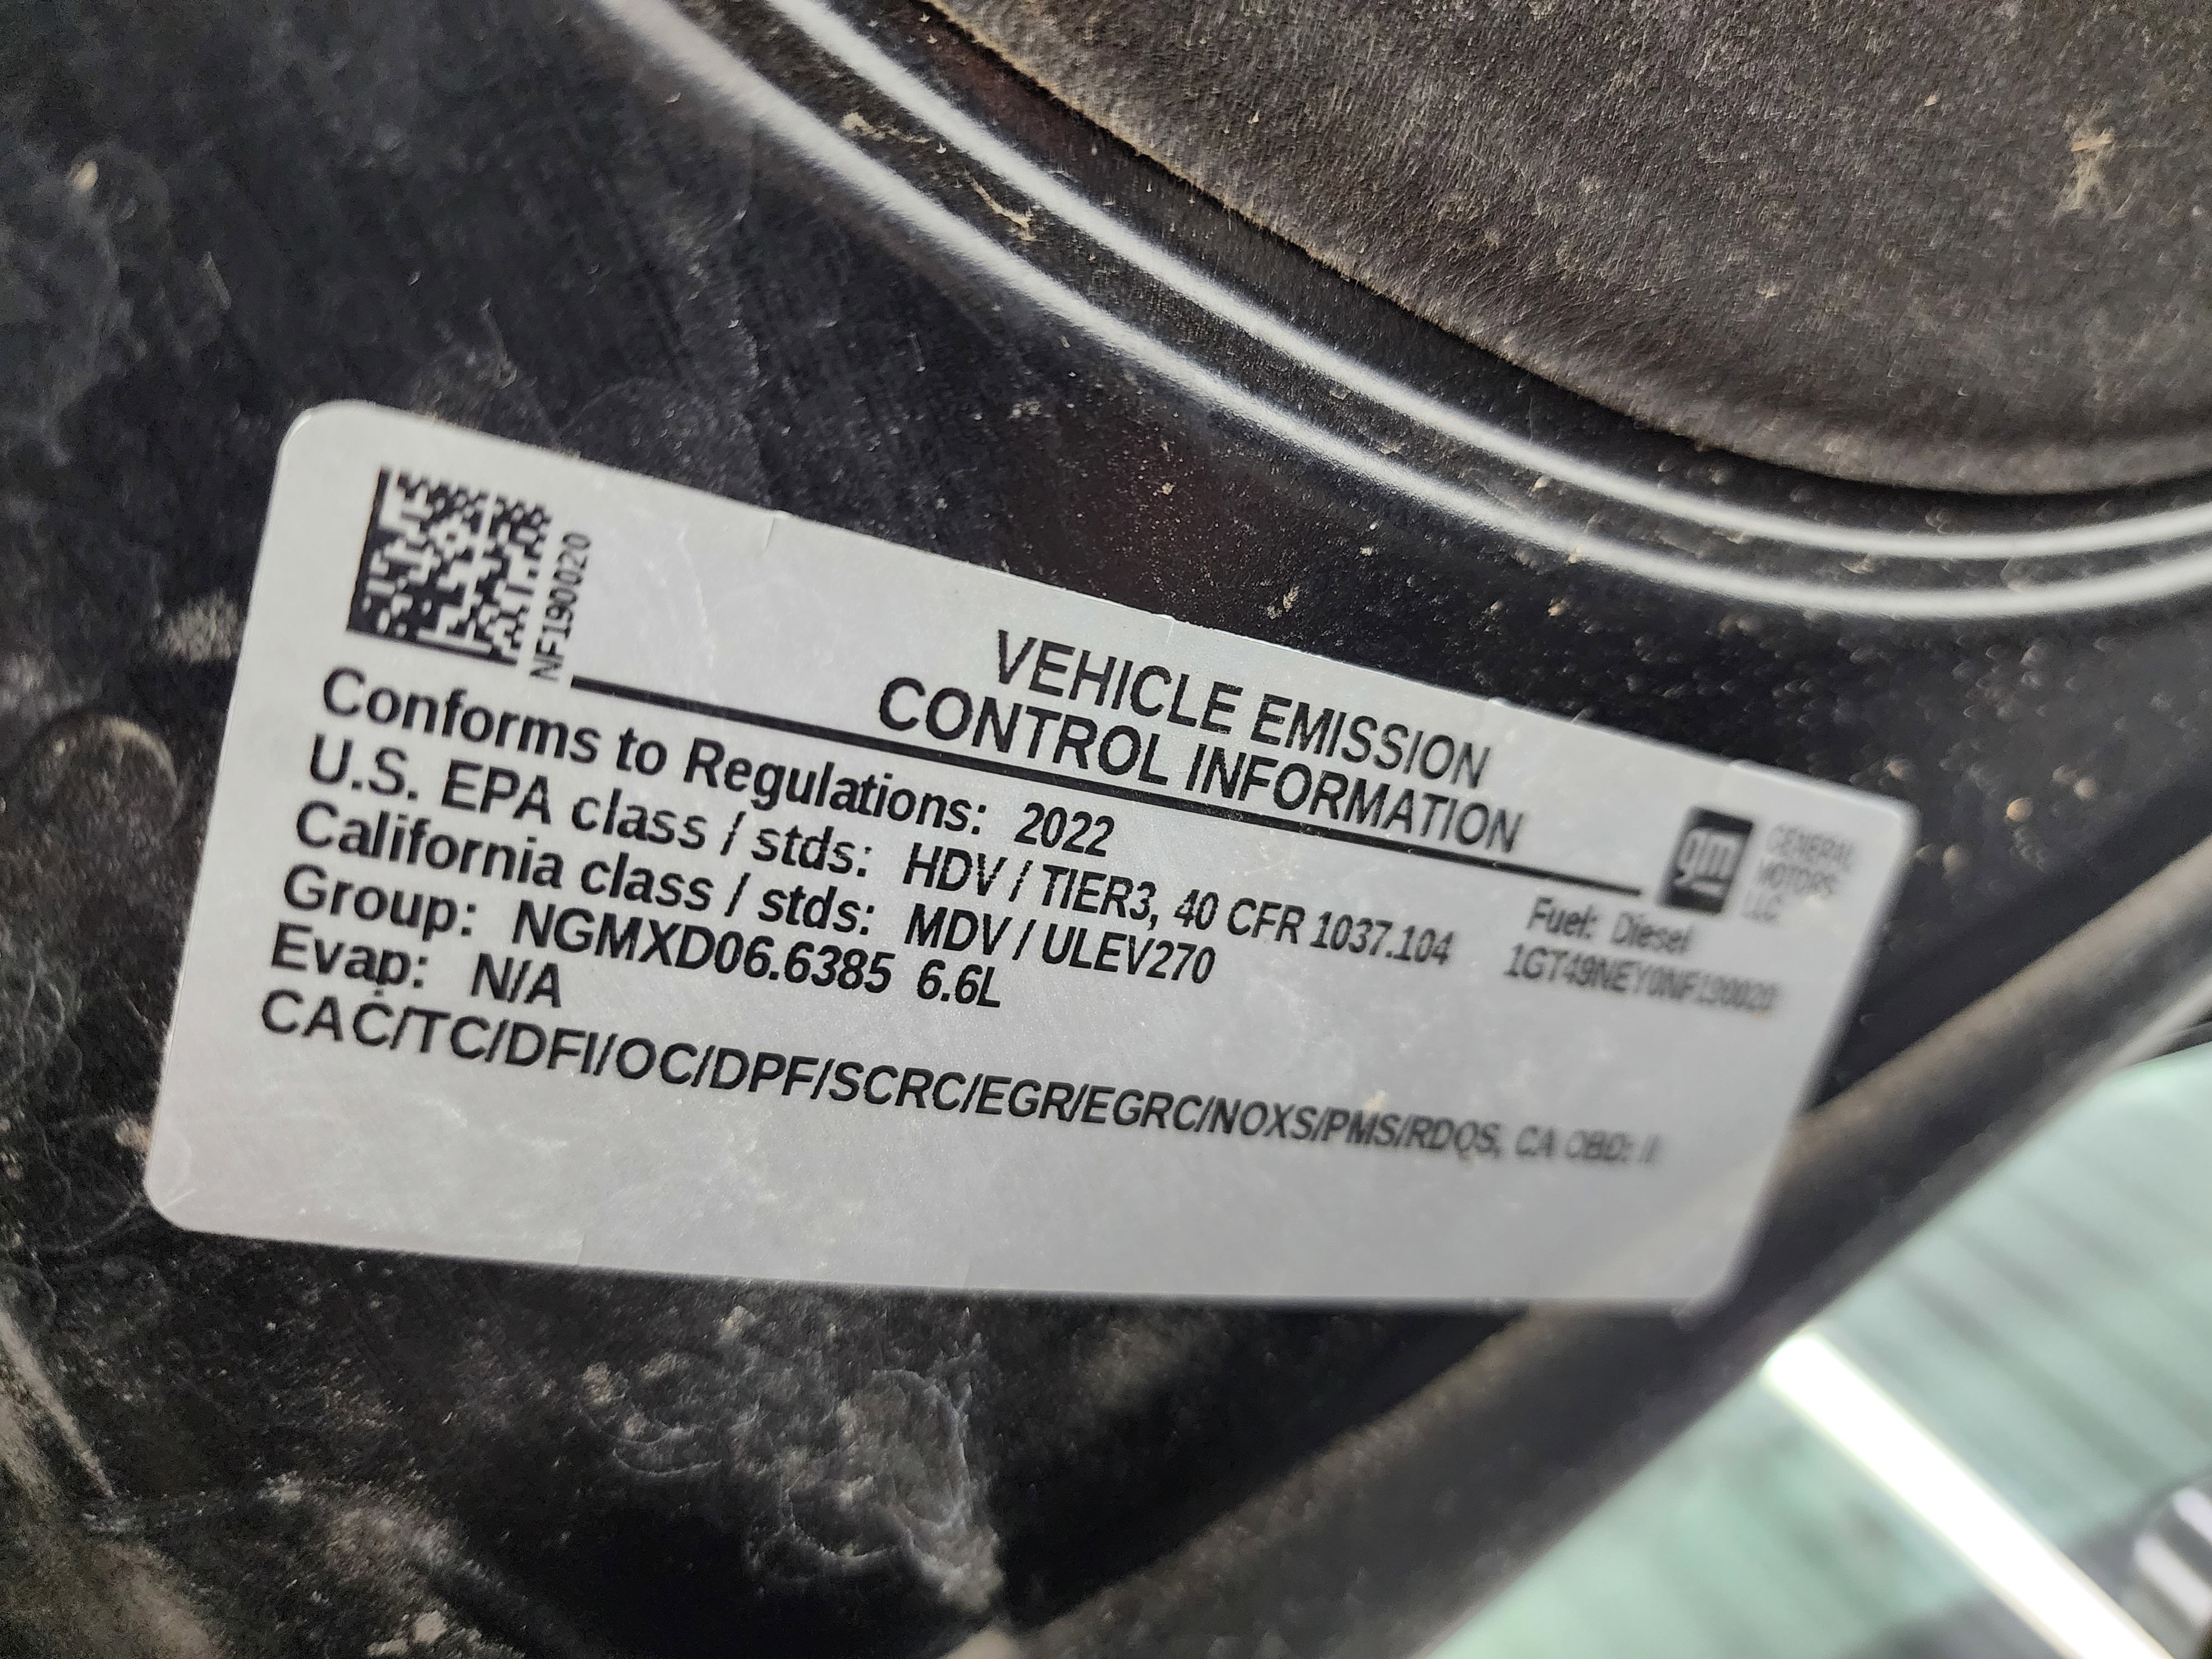 NF190020
VEHICLE EMISSION
CONTROL INFORMATION
gm
GENERAL
MOTORS
LLC
Conforms to Regulations: 2022
Fuel: Diesel
U.S. EPA class / stds: HDV / TIER3, 40 CFR 1037.104
1GT49NEY0NF190020
California class / stds: MDV / ULEV270
Group: NGMXD06.6385 6.6L
Evap: N/A
CAC/TC/DFI/OC/DPF/SCRC/EGR/EGRC/NOXS/PMS/RDQS, CA OBD: II